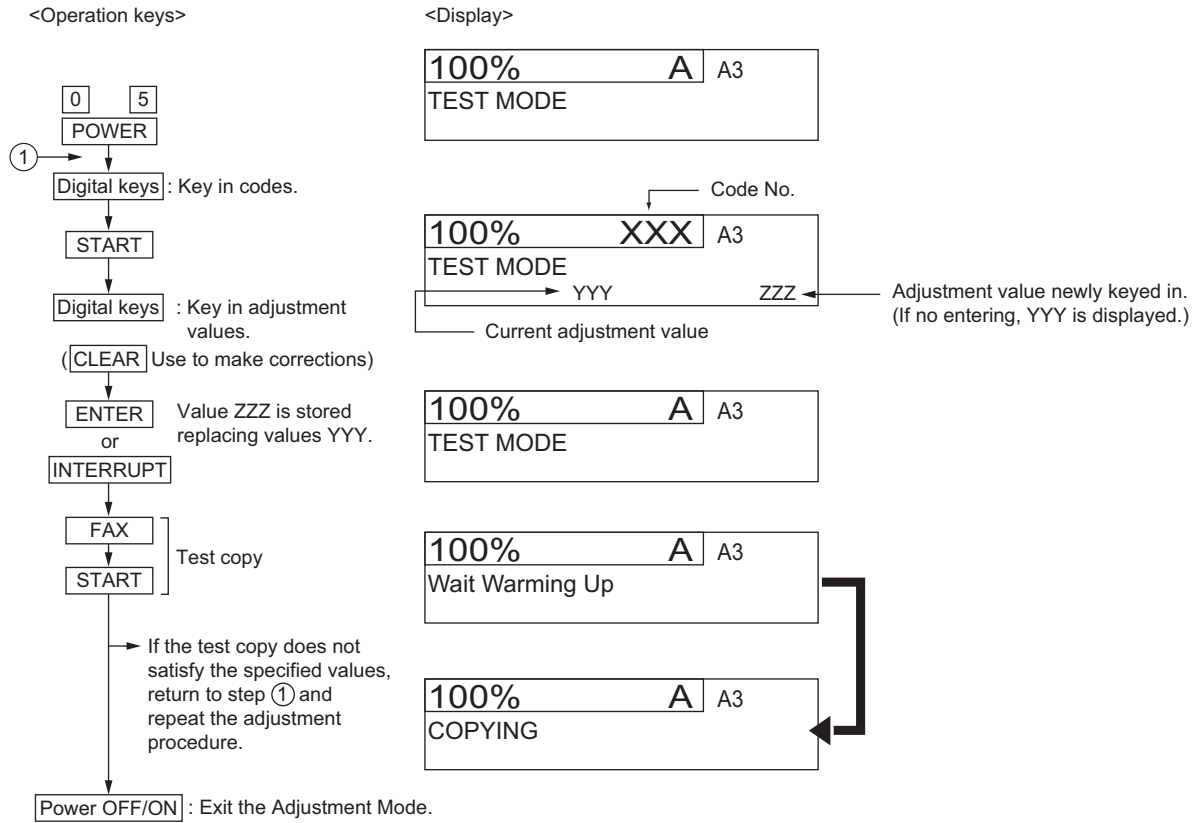 <Operation keys>
<Display>
100% A A3
TEST MODE
0 5
POWER
1
Digital keys : Key in codes.
START
Code No.
100% XXX A3
TEST MODE
YYY ZZZ
Current adjustment value
Adjustment value newly keyed in.
(If no entering, YYY is displayed.)
Digital keys : Key in adjustment
values.
(CLEAR Use to make corrections)
ENTER
or
INTERRUPT
Value ZZZ is stored
replacing values YYY.
100% A A3
TEST MODE
FAX
START
Test copy
100% A A3
Wait Warming Up
If the test copy does not
satisfy the specified values,
return to step 1 and
repeat the adjustment
procedure.
100% A A3
COPYING
Power OFF/ON : Exit the Adjustment Mode.